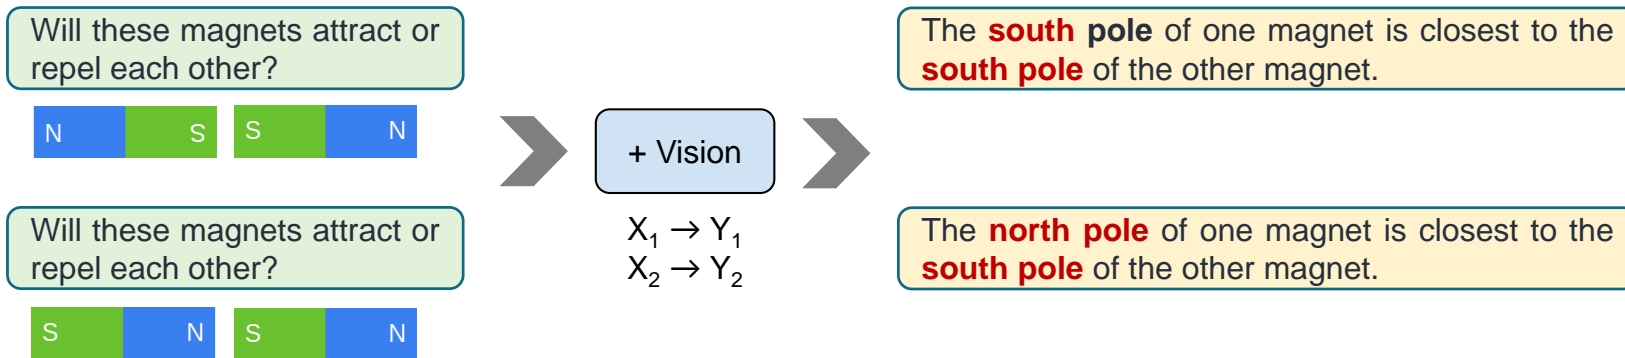 Will these magnets attract or
repel each other?
N S S N
+ Vision
X₁ → Y₁
X₂ → Y₂
The south pole of one magnet is closest to the
south pole of the other magnet.
Will these magnets attract or
repel each other?
S N S N
The north pole of one magnet is closest to the
south pole of the other magnet.